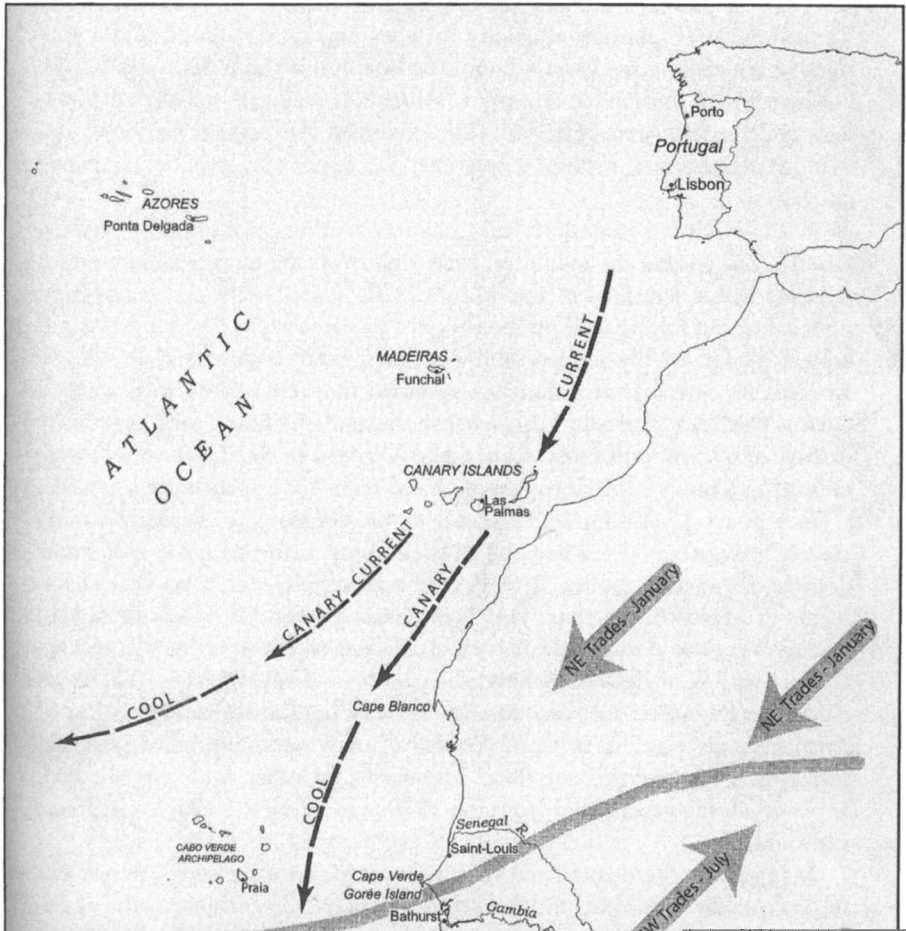 Porto
Portugal
Lisbon
AZORES
Ponta Delgada
ATLANTIC
OCEAN
MADEIRAS
Funchal
CURRENT
CANARY ISLANDS
Las
Palmas
CANARY CURRENT
CANARY
COOL
COOL
NE Trades - January
NE Trades - January
Cape Blanco
Senegal R
Saint-Louis
CABO VERDE
ARCHIPELAGO
Praia
Cape Verde
Gorée Island
Bathurst
Gambia R
SW Trades - July